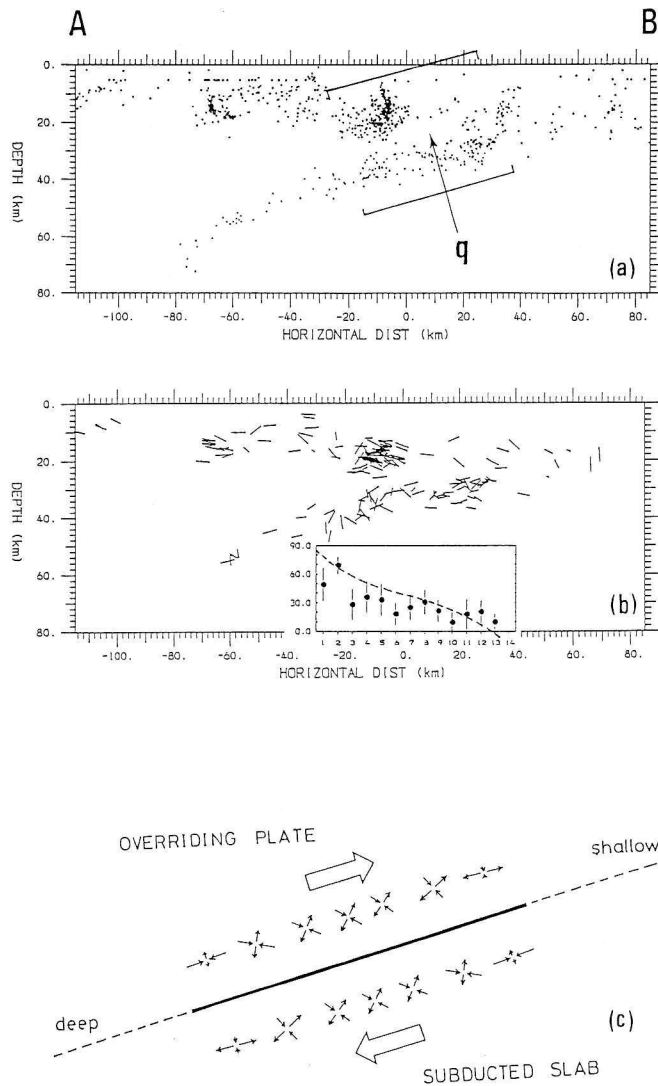 A B
0.
20.
40.
60.
80.
DEPTH (km)
q
(a)
-100. -80. -60. -40. -20. 0. 20. 40. 60. 80.
HORIZONTAL DIST (km)
0.
20.
40.
60.
80.
DEPTH (km)
90.0
60.0
30.0
0.0
1 2 3 4 5 6 7 8 9 10 11 12 13 14
(b)
-100. -80. -60. -40. -20. 0. 20. 40. 60. 80.
HORIZONTAL DIST (km)
OVERRIDING PLATE
shallow
deep
(c)
SUBDUCTED SLAB